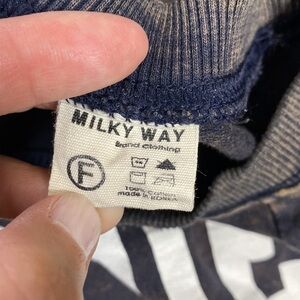 MILKY WAY
Brand Clothing
F
100% Cotton
made in KOREA